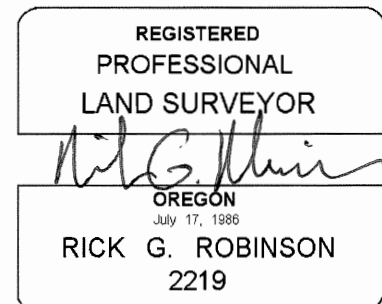 REGISTERED
PROFESSIONAL
LAND SURVEYOR
OREGON
July 17, 1986
RICK G. ROBINSON
2219